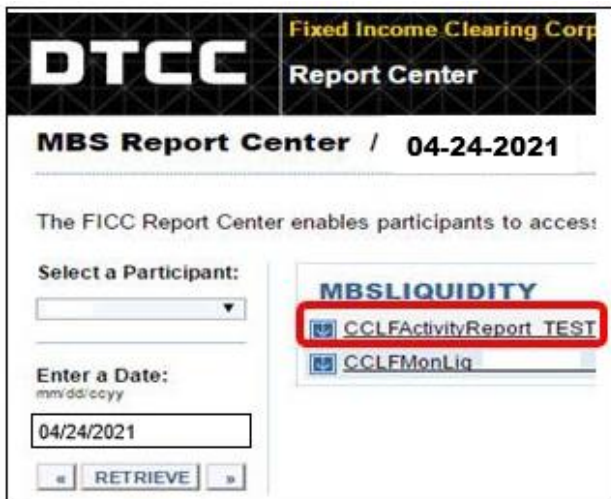 DTCC
Fixed Income Clearing Corp
Report Center
MBS Report Center / 04-24-2021
The FICC Report Center enables participants to access
Select a Participant:
Enter a Date:
mm/dd/ccyy
04/24/2021
« RETRIEVE »
MBSLIQUIDITY
CCLFActivityReport_TEST
CCLFMonLiq